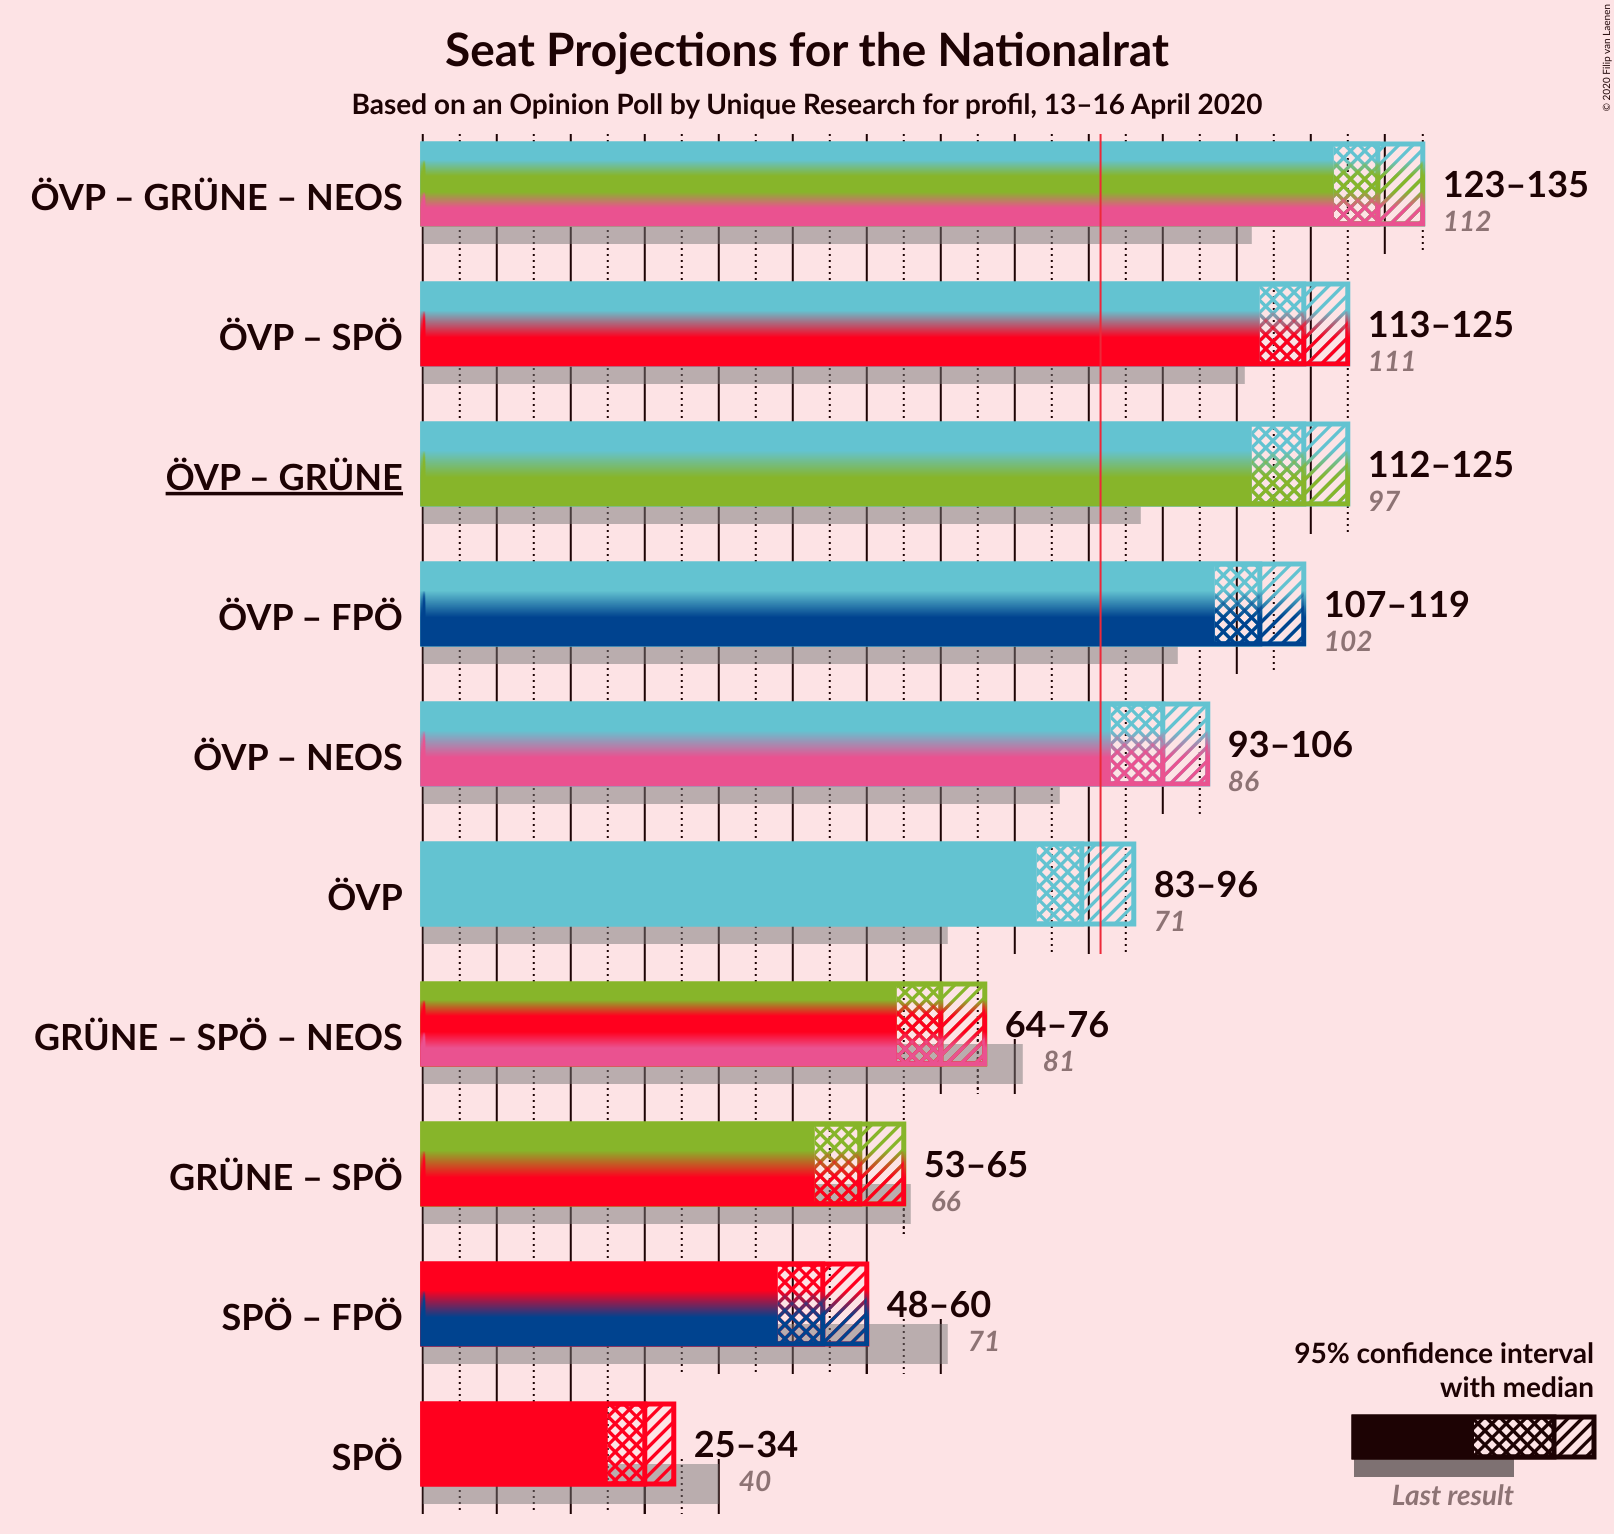 Seat Projections for the Nationalrat
Based on an Opinion Poll by Unique Research for profil, 13–16 April 2020
© 2020 Filip van Laenen
ÖVP – GRÜNE – NEOS
123–135
112
ÖVP – SPÖ
113–125
111
ÖVP – GRÜNE
112–125
97
ÖVP – FPÖ
107–119
102
ÖVP – NEOS
93–106
86
ÖVP
83–96
71
GRÜNE – SPÖ – NEOS
64–76
81
GRÜNE – SPÖ
53–65
66
SPÖ – FPÖ
48–60
71
SPÖ
25–34
40
95% confidence interval
with median
Last result